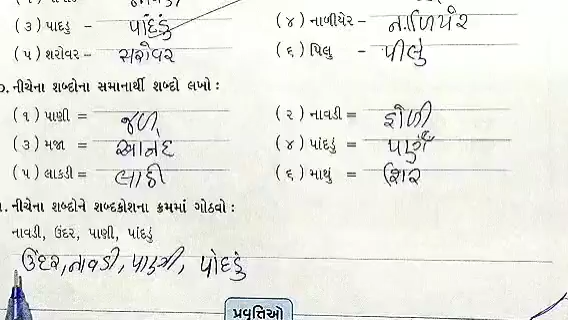 (૩) પાદડું - પાંદડું (૪) નાળીયેર - નાળિયેર
(૫) શરોવર - સરોવર (૬) પિલુ - પીલું
નીચેના શબ્દોના સમાનાર્થી શબ્દો લખો :
(૧) પાણી = જળ (૨) નાવડી = હોળી
(૩) મજા = આનંદ (૪) પાંદડું = પર્ણ
(૫) લાકડી = લાઠી (૬) માથું = શિર
નીચેના શબ્દોને શબ્દકોશના ક્રમમાં ગોઠવો :
નાવડી, ઉંદર, પાણી, પાંદડું
ઉંદર, નાવડી, પાણી, પાંદડું
પ્રવૃત્તિઓ